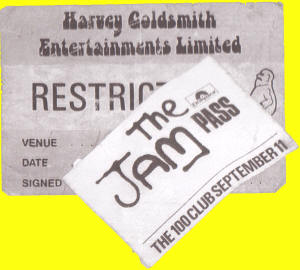 Harvey Goldsmith
Entertainments Limited
RESTRIC
VENUE
DATE
SIGNED
The
JAM
PASS
THE 100 CLUB SEPTEMBER 11